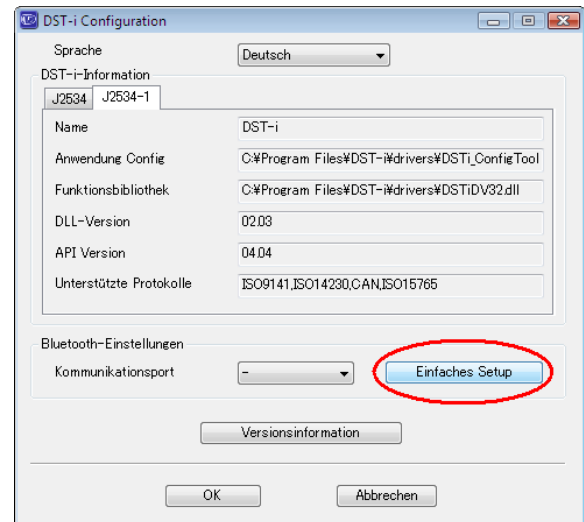 DST-i Configuration
Sprache Deutsch
DST-i-Information
J2534 J2534-1
Name DST-i
Anwendung Config C:¥Program Files¥DST-i¥drivers¥DSTi_ConfigTool
Funktionsbibliothek C:¥Program Files¥DST-i¥drivers¥DSTiDV32.dll
DLL-Version 02.03
API Version 04.04
Unterstützte Protokolle ISO9141,ISO14230,CAN,ISO15765
Bluetooth-Einstellungen
Kommunikationsport - Einfaches Setup
Versionsinformation
OK Abbrechen